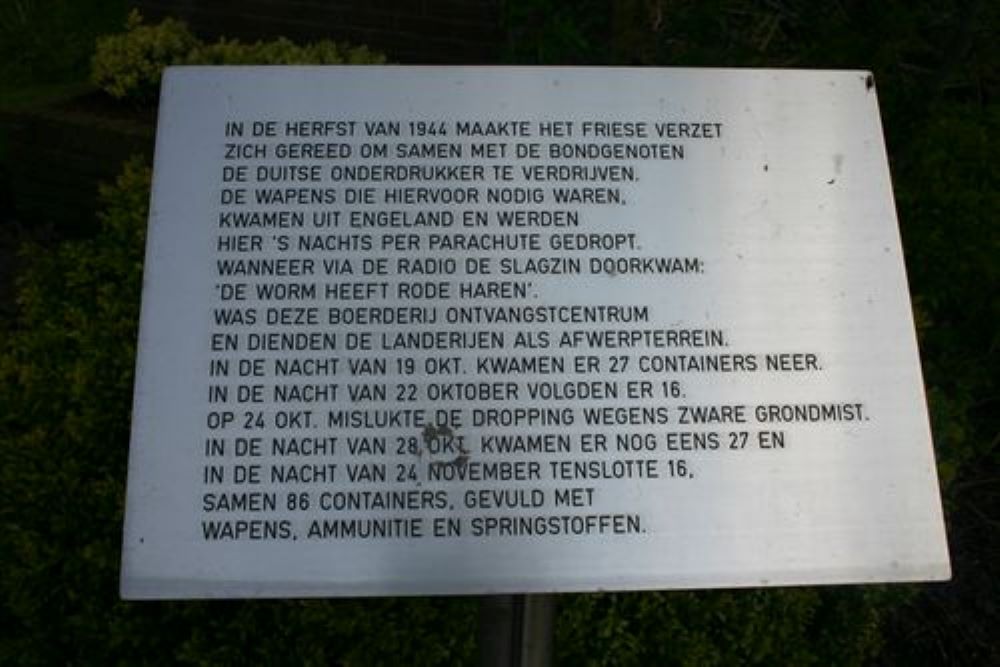 IN DE HERFST VAN 1944 MAAKTE HET FRIESE VERZET
ZICH GEREED OM SAMEN MET DE BONDGENOTEN
DE DUITSE ONDERDRUKKER TE VERDRIJVEN.
DE WAPENS DIE HIERVOOR NODIG WAREN,
KWAMEN UIT ENGELAND EN WERDEN
HIER 'S NACHTS PER PARACHUTE GEDROPT.
WANNEER VIA DE RADIO DE SLAGZIN DOORKWAM:
'DE WORM HEEFT RODE HAREN'.
WAS DEZE BOERDERIJ ONTVANGSTCENTRUM
EN DIENDEN DE LANDERIJEN ALS AFWERPTERREIN.
IN DE NACHT VAN 19 OKT. KWAMEN ER 27 CONTAINERS NEER.
IN DE NACHT VAN 22 OKTOBER VOLGDEN ER 16.
OP 24 OKT. MISLUKTE DE DROPPING WEGENS ZWARE GRONDMIST.
IN DE NACHT VAN 28 OKT. KWAMEN ER NOG EENS 27 EN
IN DE NACHT VAN 24 NOVEMBER TENSLOTTE 16,
SAMEN 86 CONTAINERS, GEVULD MET
WAPENS, AMMUNITIE EN SPRINGSTOFFEN.